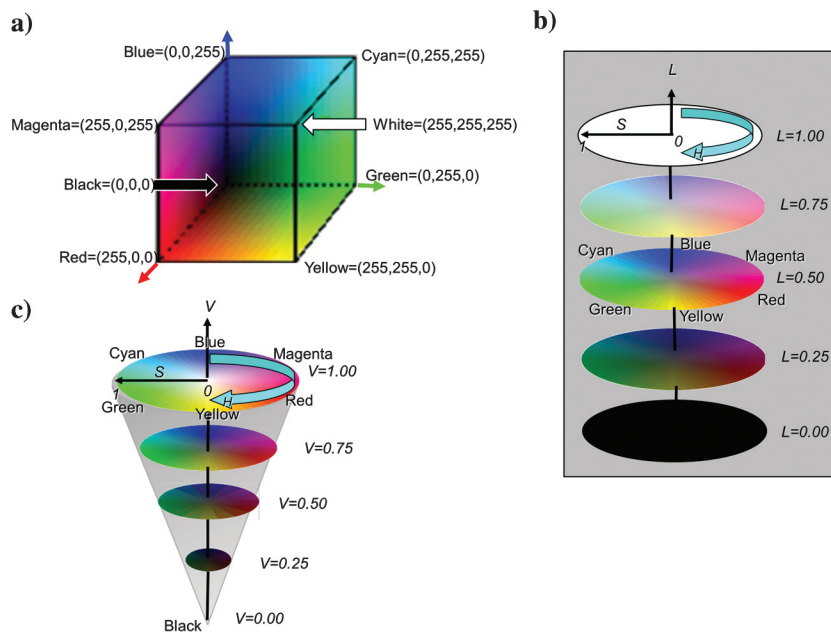 a)
Blue=(0,0,255)
Cyan=(0,255,255)
Magenta=(255,0,255)
White=(255,255,255)
Green=(0,255,0)
Black=(0,0,0)
Red=(255,0,0)
Yellow=(255,255,0)
b)
L
S
1
0
H
L=1.00
L=0.75
Blue
Cyan
Magenta
L=0.50
Red
Green
Yellow
L=0.25
L=0.00
c)
V
Blue
Cyan
Magenta
S
V=1.00
1
0
H
Green
Red
Yellow
V=0.75
V=0.50
V=0.25
Black
V=0.00